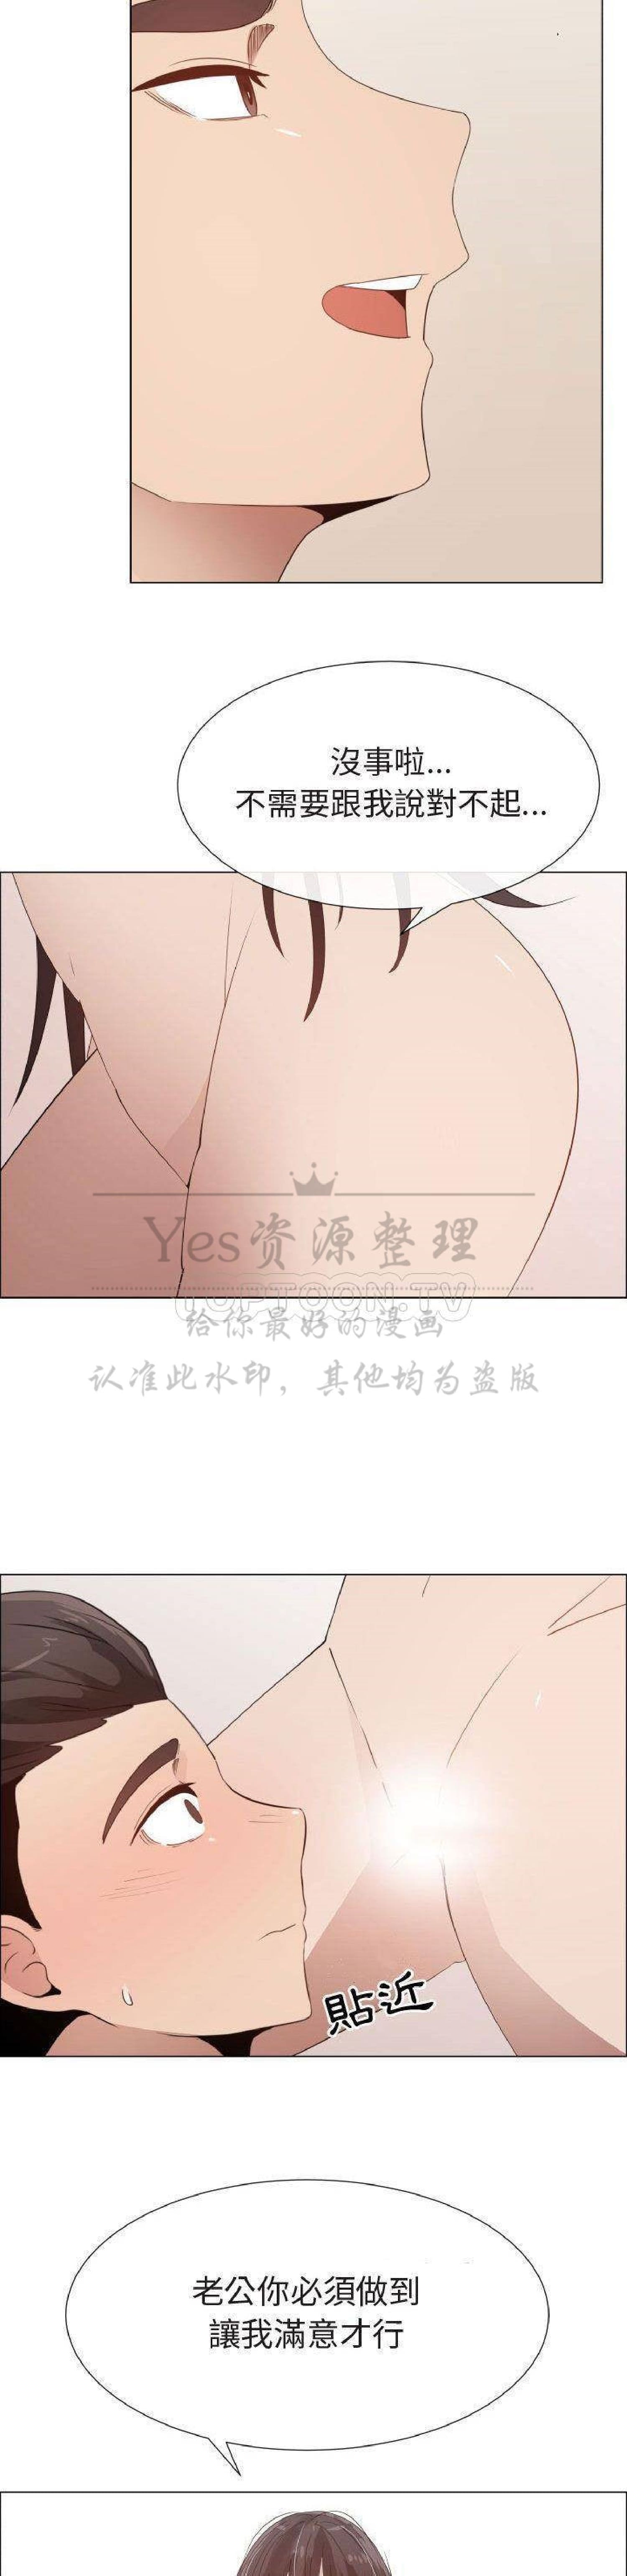 沒事啦...
不需要跟我說對不起...
Yes资源整理
TOPTOON.TV
给你最好的漫画
认准此水印，其他均为盗版
貼近
老公你必須做到
讓我滿意才行